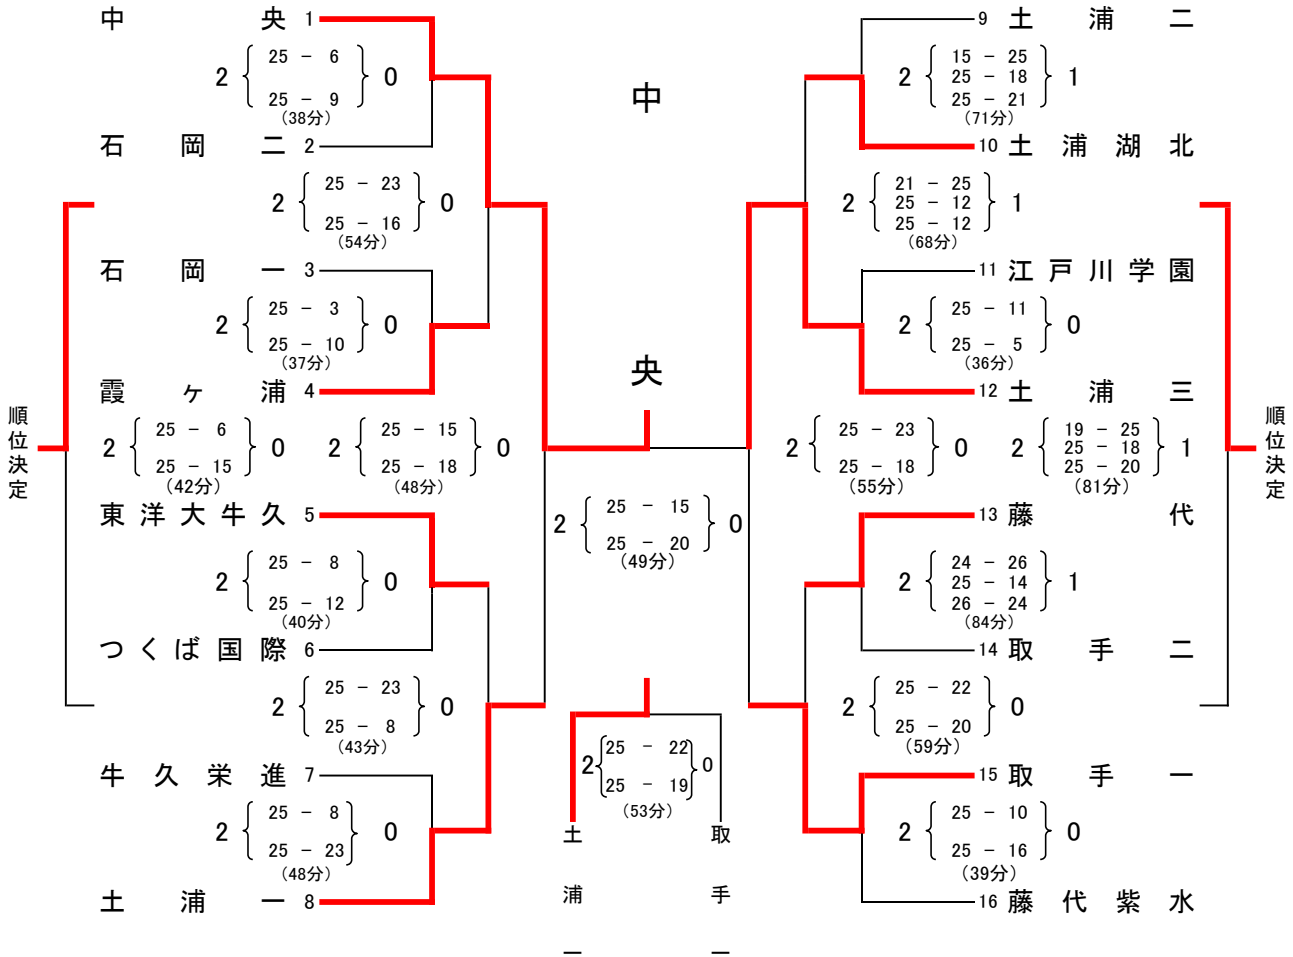 中央 1
25 - 6
2 0
25 - 9
(38分)
石岡二 2
25 - 23
2 0
25 - 16
(54分)
石岡一 3
25 - 3
2 0
25 - 10
(37分)
霞ヶ浦 4
25 - 6
2 0
25 - 15
(42分)
25 - 15
2 0
25 - 18
(48分)
順位決定
東洋大牛久 5
25 - 8
2 0
25 - 12
(40分)
つくば国際 6
25 - 23
2 0
25 - 8
(43分)
牛久栄進 7
25 - 8
2 0
25 - 23
(48分)
土浦一 8
中央
25 - 15
2 0
25 - 20
(49分)
25 - 22
2 0
25 - 19
(53分)
土浦一
取手一
9 土浦二
15 - 25
2 25 - 18 1
25 - 21
(71分)
10 土浦湖北
21 - 25
2 25 - 12 1
25 - 12
(68分)
11 江戸川学園
25 - 11
2 0
25 - 5
(36分)
12 土浦三
25 - 23
2 0
25 - 18
(55分)
19 - 25
2 25 - 18 1
25 - 20
(81分)
順位決定
13 藤代
24 - 26
2 25 - 14 1
26 - 24
(84分)
14 取手二
25 - 22
2 0
25 - 20
(59分)
15 取手一
25 - 10
2 0
25 - 16
(39分)
16 藤代紫水